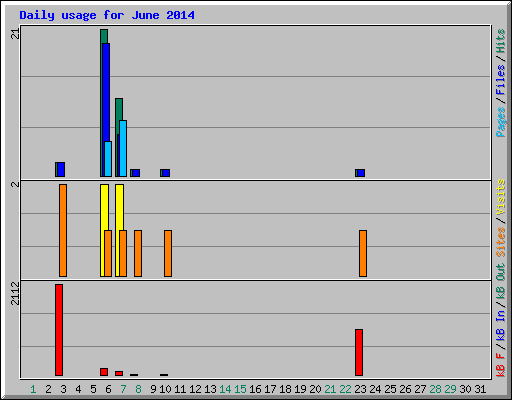 Daily usage for June 2014
21
Pages / Files / Hits
2
Sites / Visits
2112
kB F / kB In / kB Out
1 2 3 4 5 6 7 8 9 10 11 12 13 14 15 16 17 18 19 20 21 22 23 24 25 26 27 28 29 30 31